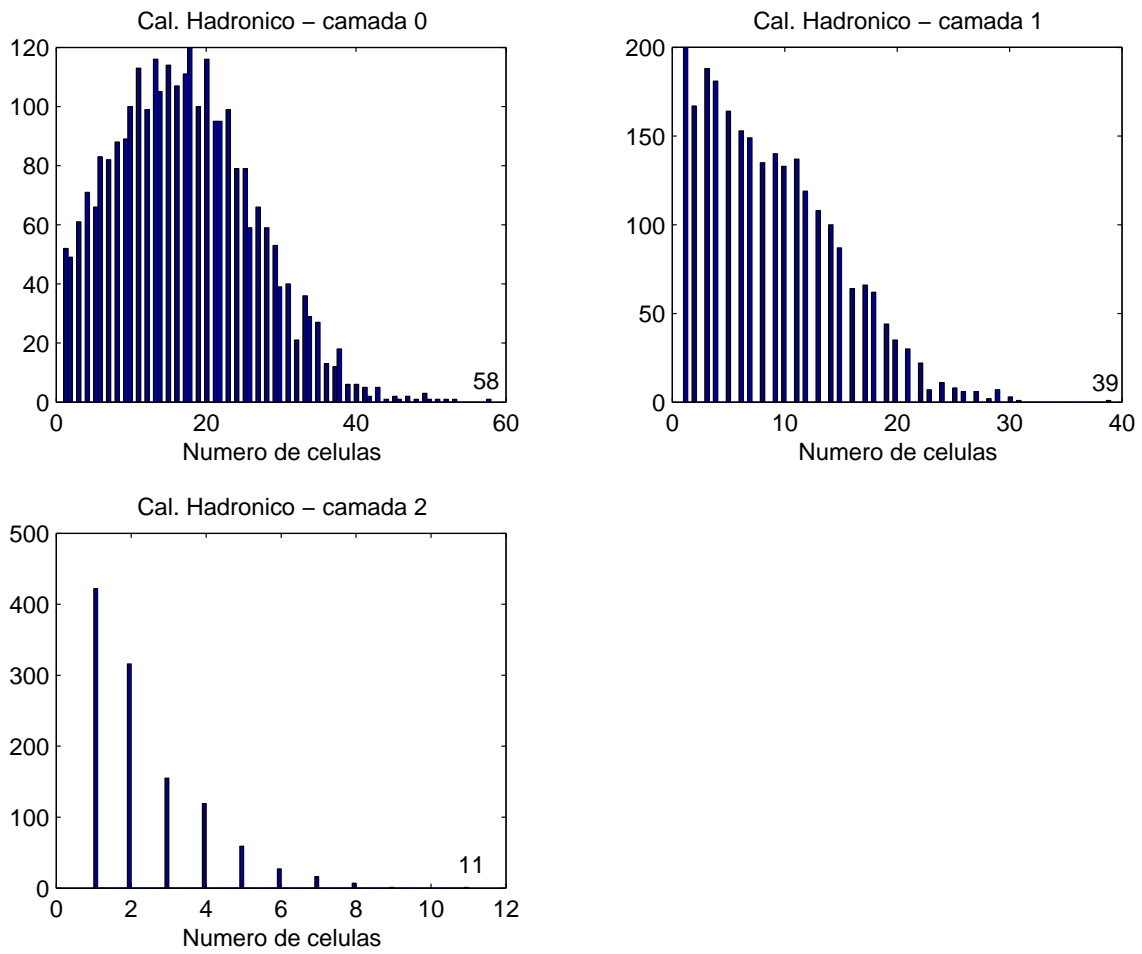 Cal. Hadronico − camada 0
120
100
80
60
40
20
0
58
0 20 40 60
Numero de celulas
Cal. Hadronico − camada 1
200
150
100
50
0
39
0 10 20 30 40
Numero de celulas
Cal. Hadronico − camada 2
500
400
300
200
100
0
11
0 2 4 6 8 10 12
Numero de celulas